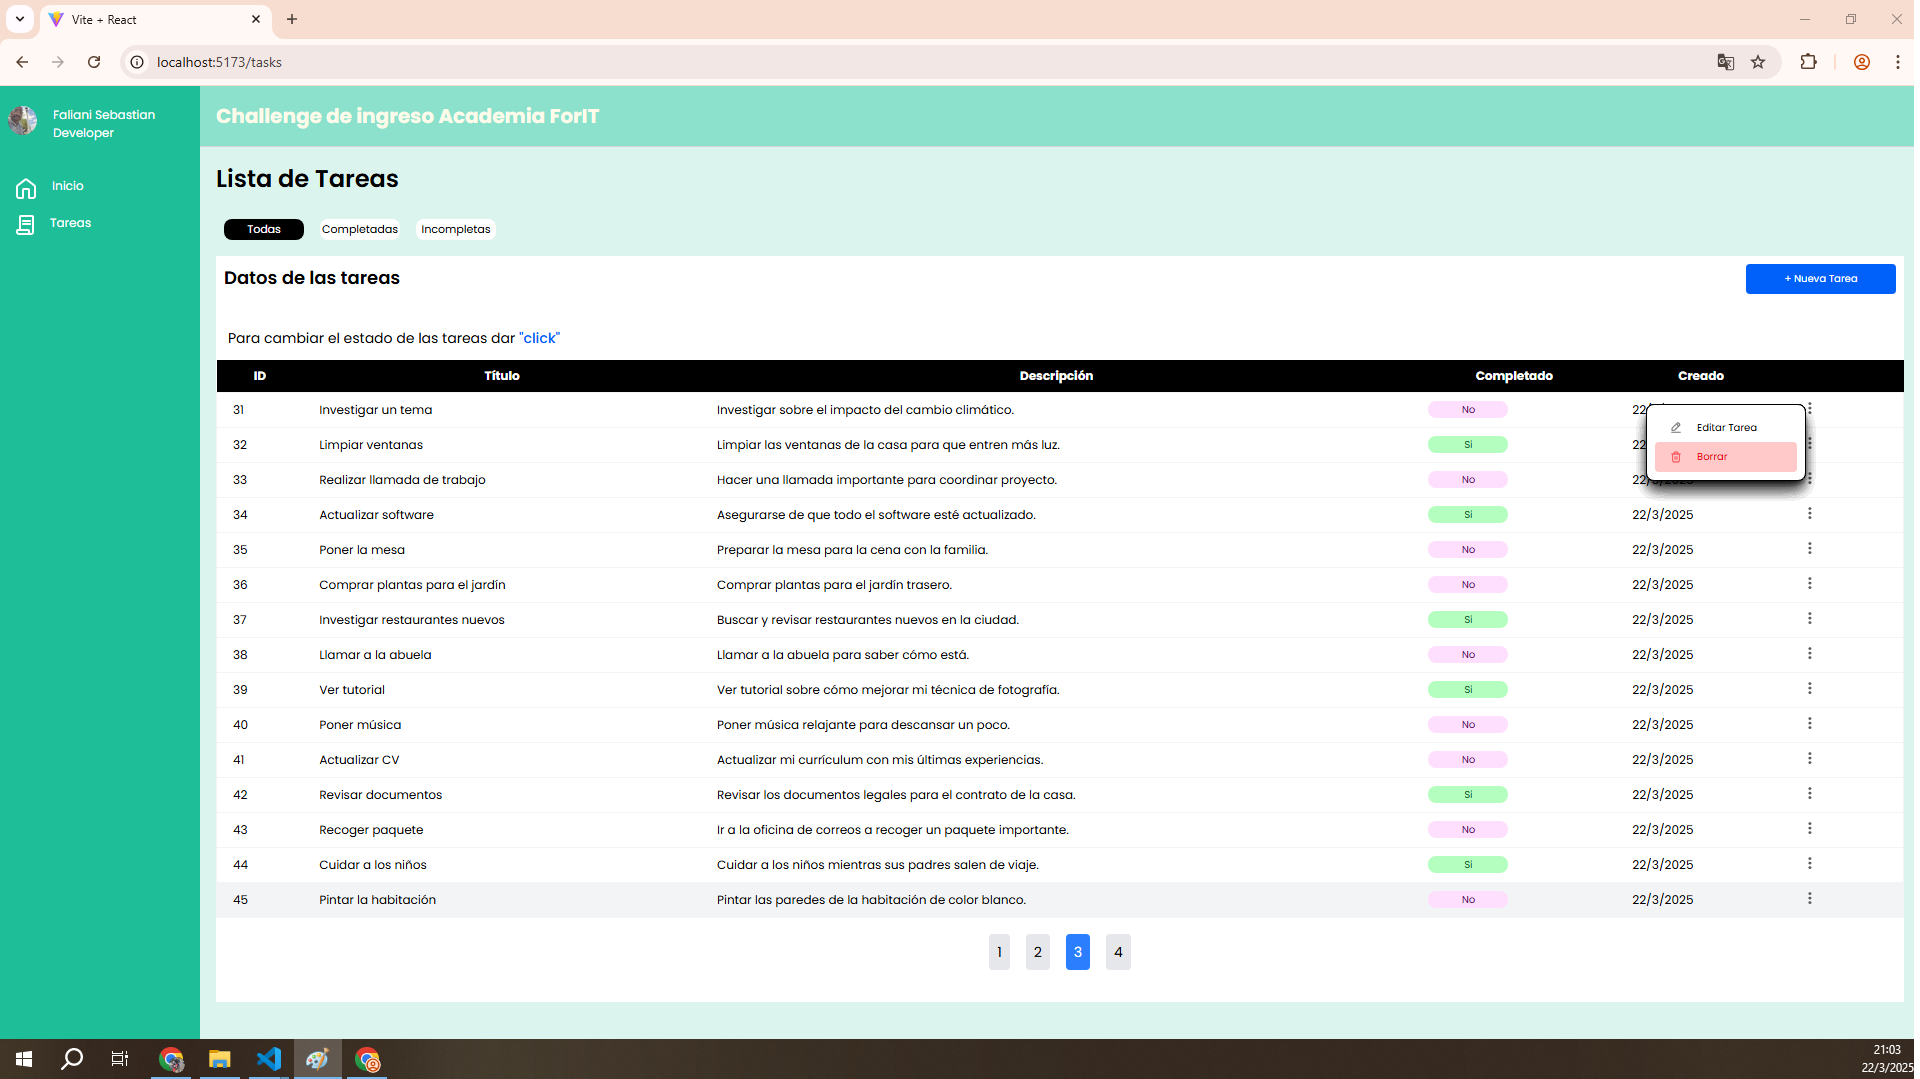 Vite + React
localhost:5173/tasks
Faliani Sebastian
Developer
Inicio
Tareas
Challenge de ingreso Academia ForIT
Lista de Tareas
Todas Completadas Incompletas
Datos de las tareas
+ Nueva Tarea
Para cambiar el estado de las tareas dar "click"
ID Título Descripción Completado Creado
31 Investigar un tema Investigar sobre el impacto del cambio climático. No 22/
Editar Tarea
32 Limpiar ventanas Limpiar las ventanas de la casa para que entren más luz. Si 22
Borrar
33 Realizar llamada de trabajo Hacer una llamada importante para coordinar proyecto. No 22/3/2025
34 Actualizar software Asegurarse de que todo el software esté actualizado. Si 22/3/2025
35 Poner la mesa Preparar la mesa para la cena con la familia. No 22/3/2025
36 Comprar plantas para el jardín Comprar plantas para el jardín trasero. No 22/3/2025
37 Investigar restaurantes nuevos Buscar y revisar restaurantes nuevos en la ciudad. Si 22/3/2025
38 Llamar a la abuela Llamar a la abuela para saber cómo está. No 22/3/2025
39 Ver tutorial Ver tutorial sobre cómo mejorar mi técnica de fotografía. Si 22/3/2025
40 Poner música Poner música relajante para descansar un poco. No 22/3/2025
41 Actualizar CV Actualizar mi currículum con mis últimas experiencias. No 22/3/2025
42 Revisar documentos Revisar los documentos legales para el contrato de la casa. Si 22/3/2025
43 Recoger paquete Ir a la oficina de correos a recoger un paquete importante. No 22/3/2025
44 Cuidar a los niños Cuidar a los niños mientras sus padres salen de viaje. Si 22/3/2025
45 Pintar la habitación Pintar las paredes de la habitación de color blanco. No 22/3/2025
1 2 3 4
21:03
22/3/2025